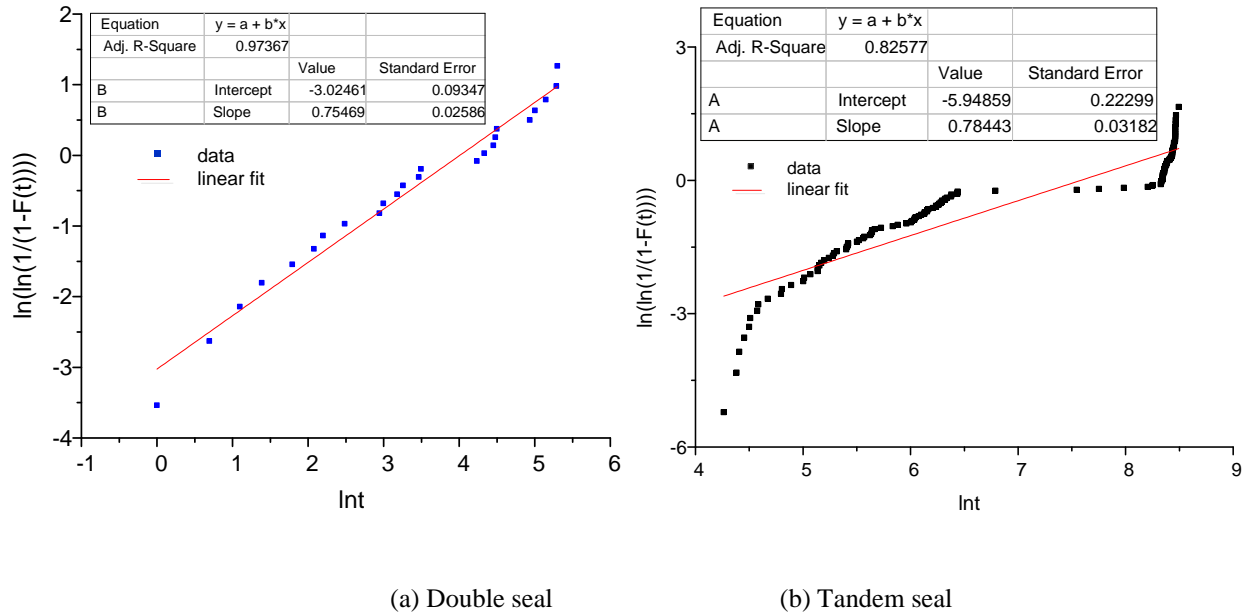 Equation y = a + b*x
Adj. R-Square 0.97367
Value Standard Error
B Intercept -3.02461 0.09347
B Slope 0.75469 0.02586
data
linear fit
2
1
0
-1
-2
-3
-4
-1 0 1 2 3 4 5 6
ln(ln(1/(1-F(t))))
lnt
Equation y = a + b*x
Adj. R-Square 0.82577
Value Standard Error
A Intercept -5.94859 0.22299
A Slope 0.78443 0.03182
data
linear fit
3
0
-3
-6
4 5 6 7 8 9
ln(ln(1/(1-F(t))))
lnt
(a) Double seal (b) Tandem seal